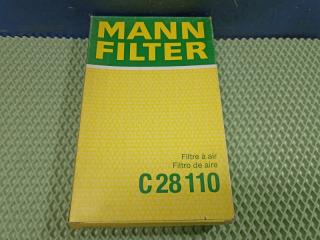 MANN
FILTER
Filtre à air
Filtro de aire
C 28 110